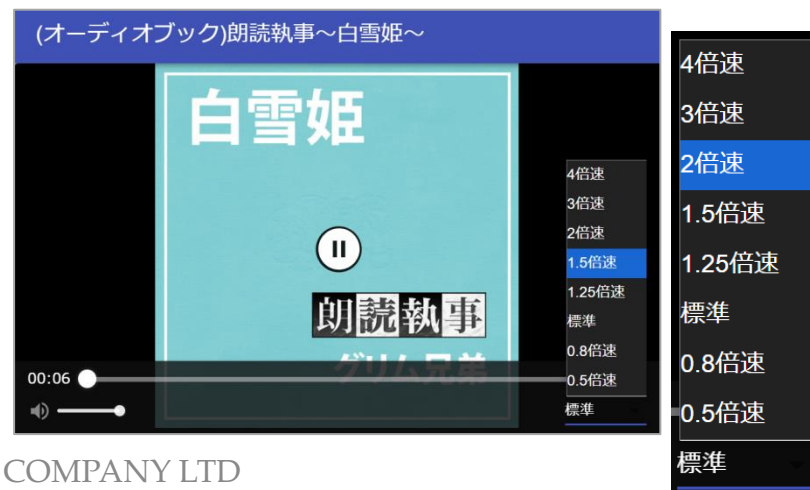 (オーディオブック)朗読執事～白雪姫～
白雪姫
朗読執事
グリム兄弟
4倍速
3倍速
2倍速
1.5倍速
1.25倍速
標準
0.8倍速
0.5倍速
標準
00:06
4倍速
3倍速
2倍速
1.5倍速
1.25倍速
標準
0.8倍速
0.5倍速
標準
COMPANY LTD